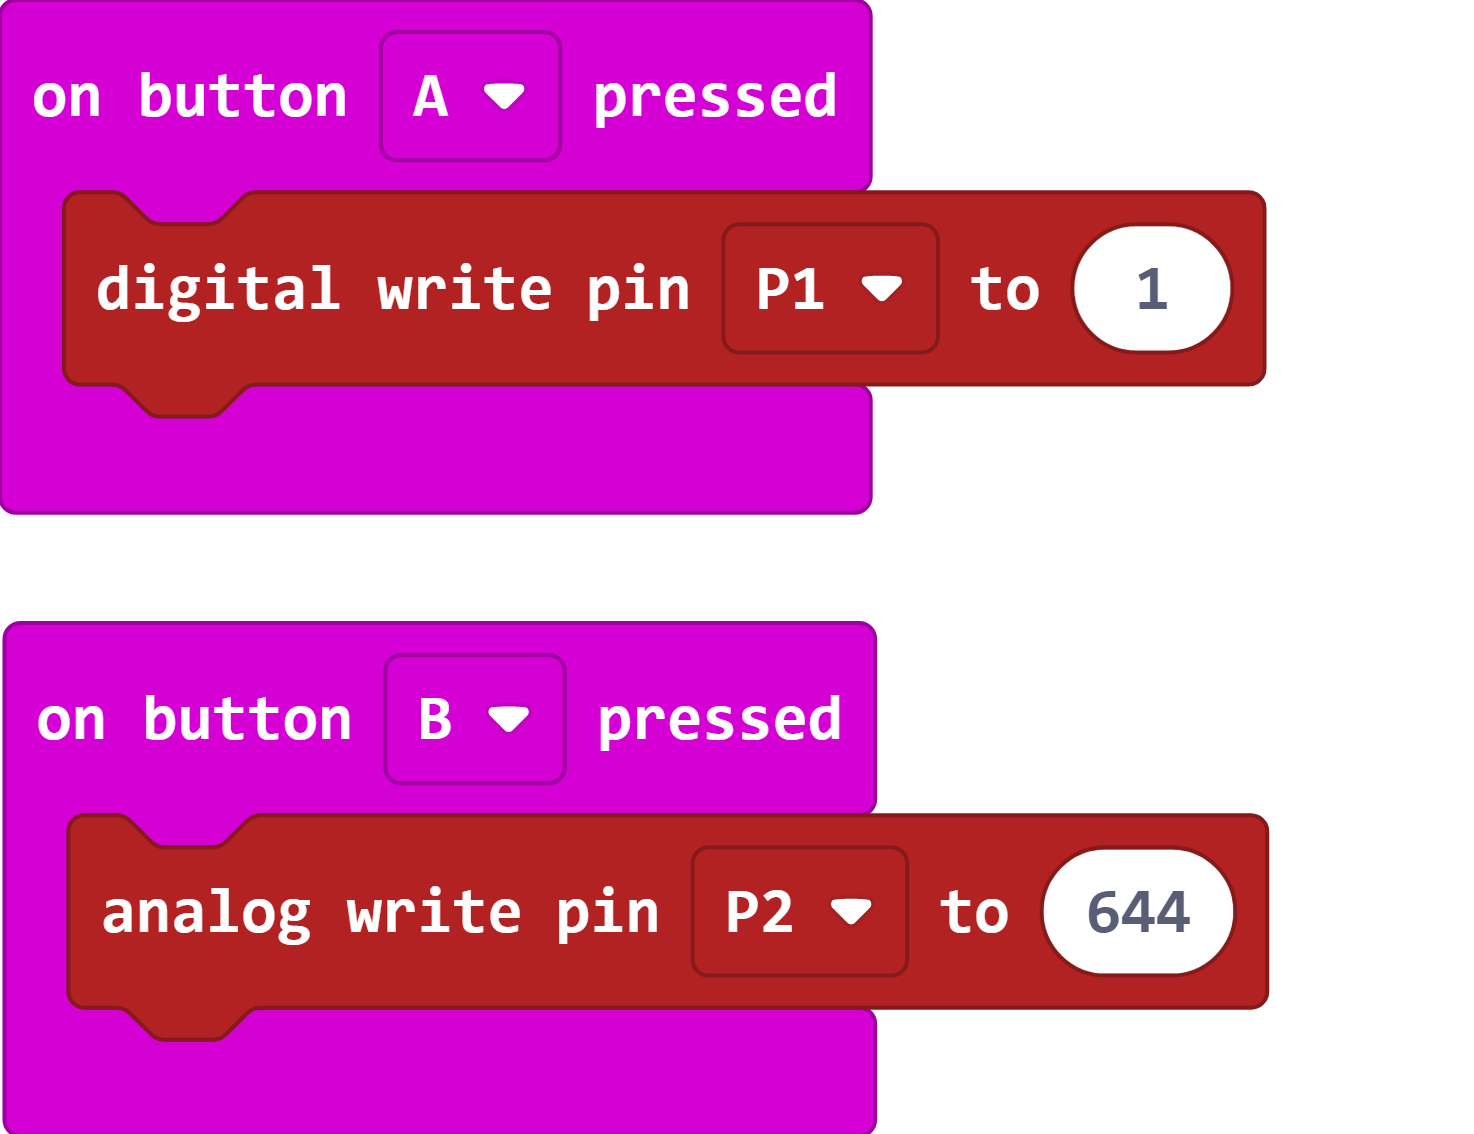 on button A pressed
digital write pin P1 to 1
on button B pressed
analog write pin P2 to 644